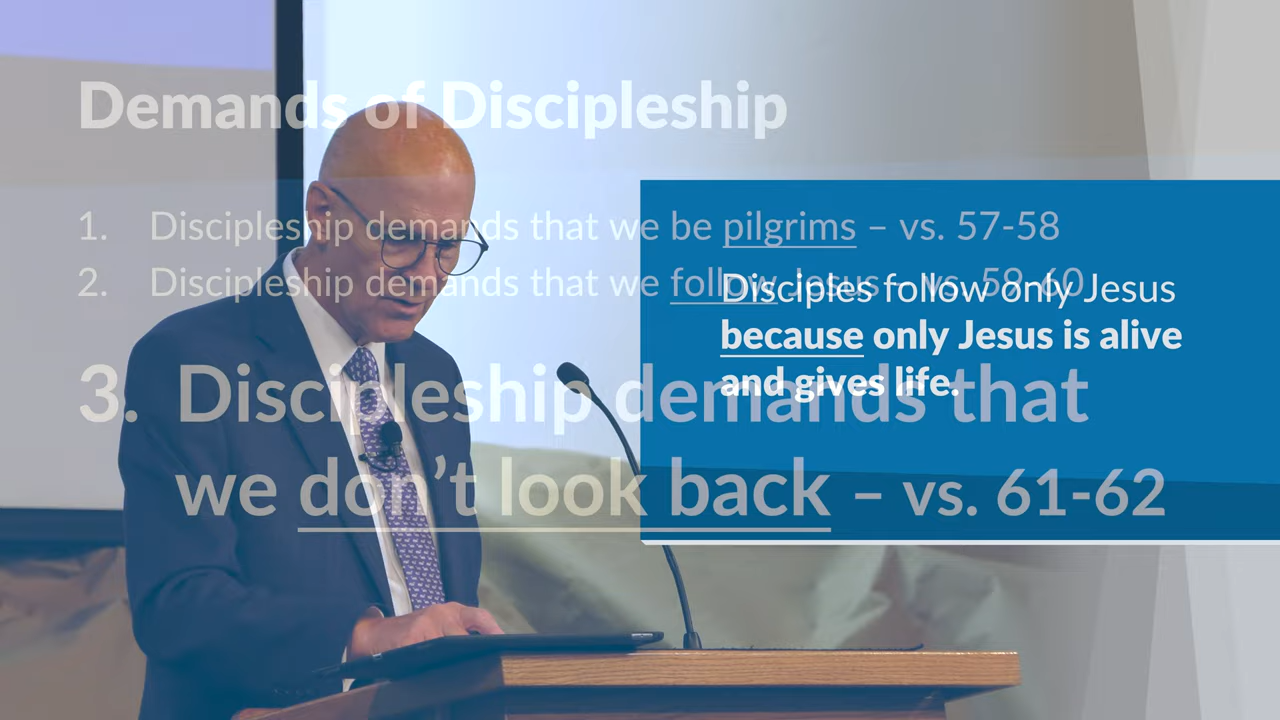 Demands of Discipleship
1. Discipleship demands that we be pilgrims – vs. 57-58
2. Discipleship demands that we follow Jesus – vs. 59-60
3. Discipleship demands that
we don't look back – vs. 61-62
Disciples follow only Jesus
because only Jesus is alive
and gives life.